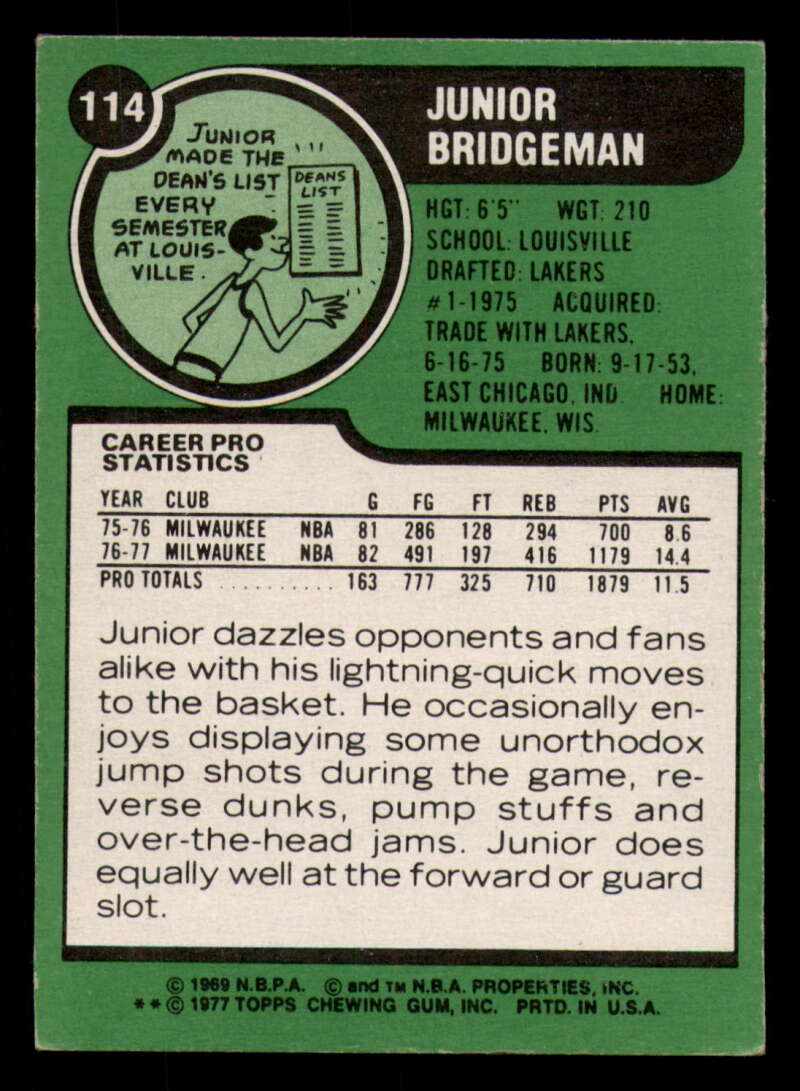 114
JUNIOR
MADE THE
DEAN'S LIST
EVERY
SEMESTER
AT LOUIS-
VILLE.
DEANS
LIST
JUNIOR
BRIDGEMAN
HGT: 6'5" WGT: 210
SCHOOL: LOUISVILLE
DRAFTED: LAKERS
#1-1975 ACQUIRED:
TRADE WITH LAKERS,
6-16-75 BORN: 9-17-53,
EAST CHICAGO, IND. HOME:
MILWAUKEE, WIS.
CAREER PRO
STATISTICS
YEAR CLUB G FG FT REB PTS AVG
75-76 MILWAUKEE NBA 81 286 128 294 700 8.6
76-77 MILWAUKEE NBA 82 491 197 416 1179 14.4
PRO TOTALS .......... 163 777 325 710 1879 11.5
Junior dazzles opponents and fans
alike with his lightning-quick moves
to the basket. He occasionally en-
joys displaying some unorthodox
jump shots during the game, re-
verse dunks, pump stuffs and
over-the-head jams. Junior does
equally well at the forward or guard
slot.
© 1969 N.B.P.A. © and TM N.B.A. PROPERTIES, INC.
**© 1977 TOPPS CHEWING GUM, INC. PRTD. IN U.S.A.